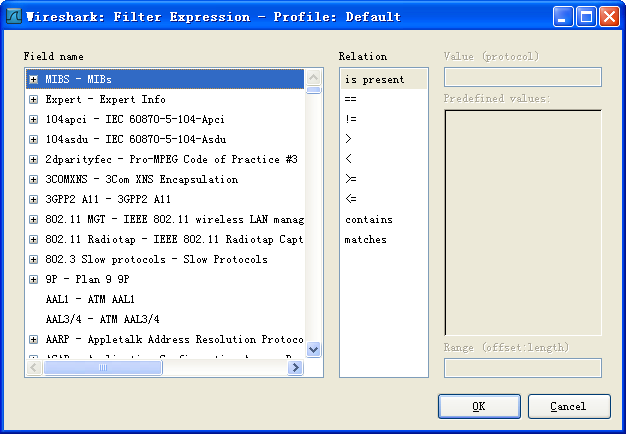 Wireshark: Filter Expression - Profile: Default
Field name
MIBS - MIBs
Expert - Expert Info
104apci - IEC 60870-5-104-Apci
104asdu - IEC 60870-5-104-Asdu
2dparityfec - Pro-MPEG Code of Practice #3
3COMXNS - 3Com XNS Encapsulation
3GPP2 A11 - 3GPP2 A11
802.11 MGT - IEEE 802.11 wireless LAN manag
802.11 Radiotap - IEEE 802.11 Radiotap Capt
802.3 Slow protocols - Slow Protocols
9P - Plan 9 9P
AAL1 - ATM AAL1
AAL3/4 - ATM AAL3/4
AARP - Appletalk Address Resolution Protoco
Relation
is present
==
!=
>
<
>=
<=
contains
matches
Value (protocol)
Predefined values:
Range (offset:length)
OK
Cancel